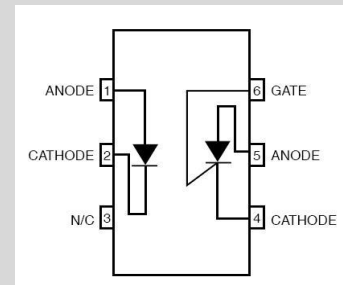 ANODE 1
6 GATE
CATHODE 2
5 ANODE
N/C 3
4 CATHODE